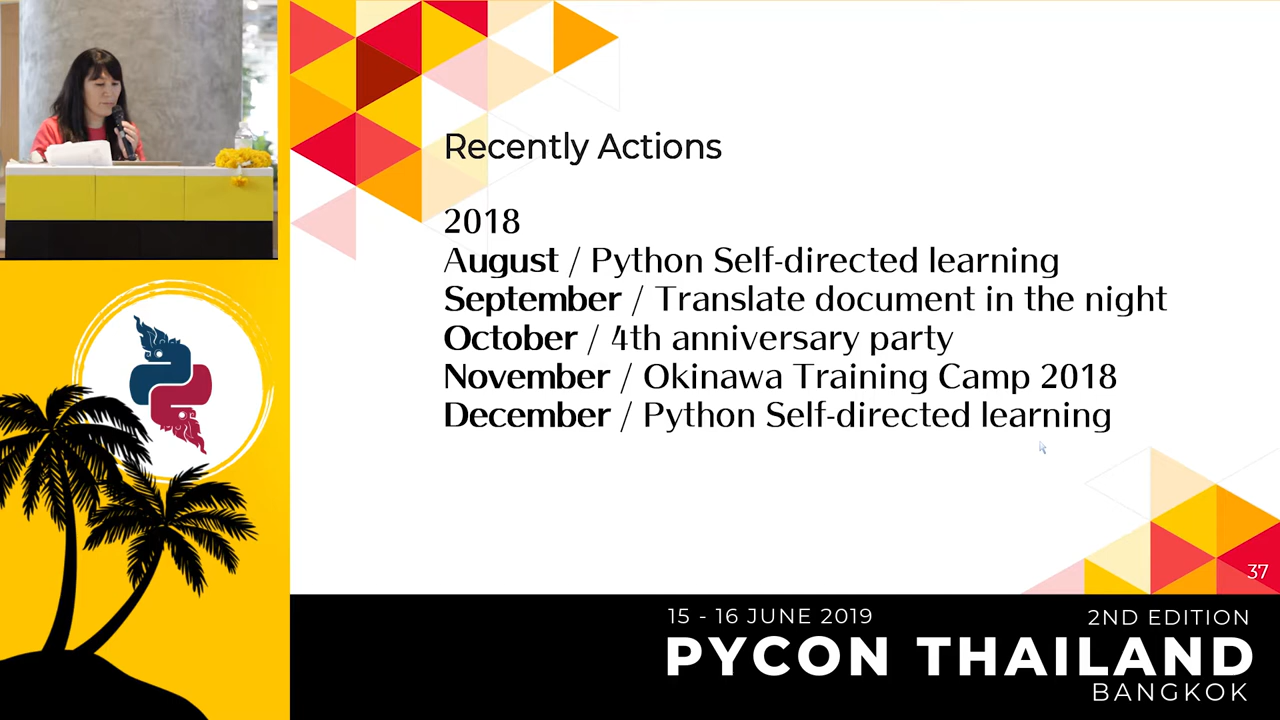 Recently Actions
2018
August / Python Self-directed learning
September / Translate document in the night
October / 4th anniversary party
November / Okinawa Training Camp 2018
December / Python Self-directed learning
37
15 - 16 JUNE 2019
2ND EDITION
PYCON THAILAND
BANGKOK